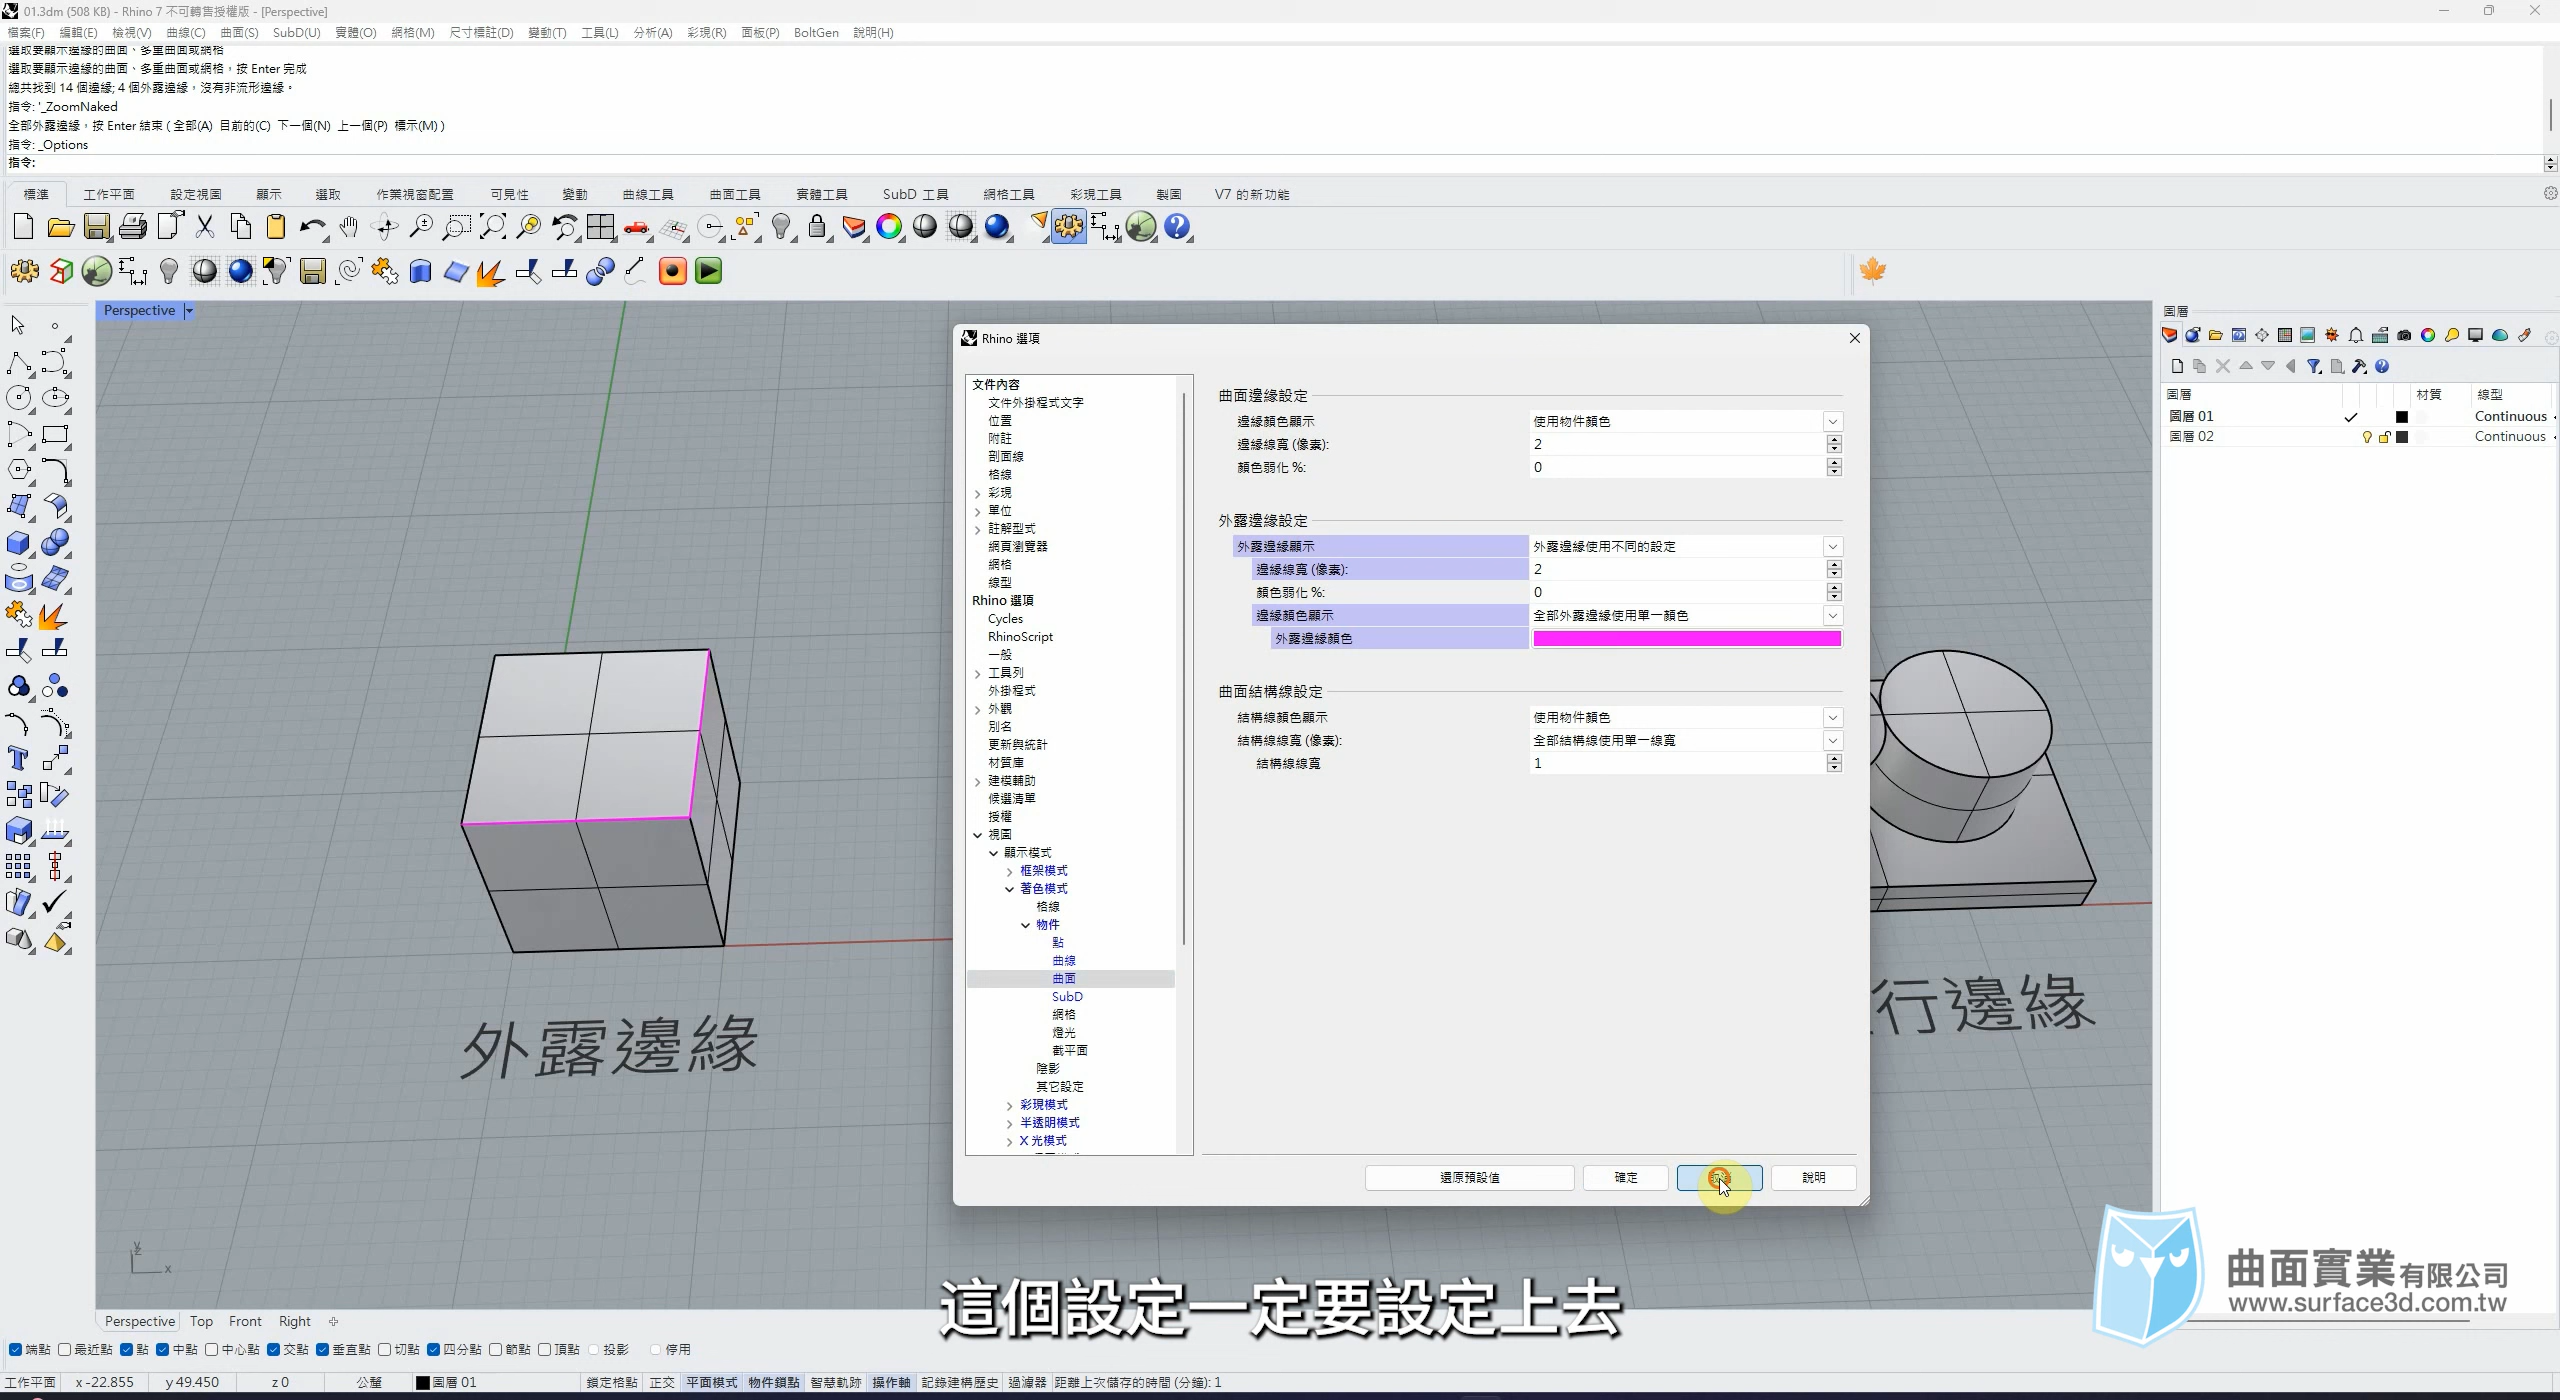 01.3dm (508 KB) - Rhino 7 不可轉售授權版 - [Perspective]
檔案(F) 編輯(E) 檢視(V) 曲線(C) 曲面(S) SubD(U) 實體(O) 網格(M) 尺寸標註(D) 變動(T) 工具(L) 分析(A) 彩現(R) 面板(P) BoltGen 說明(H)
選取要顯示邊緣的曲面、多重曲面或網格
選取要顯示邊緣的曲面、多重曲面或網格，按 Enter 完成
總共找到 14 個邊緣; 4 個外露邊緣，沒有非流形邊緣。
指令: '_ZoomNaked
全部外露邊緣，按 Enter 結束 ( 全部(A) 目前的(C) 下一個(N) 上一個(P) 標示(M) )
指令: _Options
指令:
標準 工作平面 設定視圖 顯示 選取 作業視窗配置 可見性 變動 曲線工具 曲面工具 實體工具 SubD 工具 網格工具 彩現工具 製圖 V7 的新功能
Perspective
圖層
Rhino 選項
圖層 材質 線型
圖層 01 Continuous
圖層 02 Continuous
文件內容
文件外掛程式文字
位置
附註
剖面線
格線
彩現
單位
註解型式
網頁瀏覽器
網格
線型
Rhino 選項
Cycles
RhinoScript
一般
工具列
外掛程式
外觀
別名
更新與統計
材質庫
建模輔助
候選清單
授權
視圖
顯示模式
框架模式
著色模式
格線
物件
點
曲線
曲面
SubD
網格
燈光
截平面
陰影
其它設定
彩現模式
半透明模式
X 光模式
曲面邊緣設定
邊緣顏色顯示 使用物件顏色
邊緣線寬 (像素): 2
顏色弱化 %: 0
外露邊緣設定
外露邊緣顯示 外露邊緣使用不同的設定
邊緣線寬 (像素): 2
顏色弱化 %: 0
邊緣顏色顯示 全部外露邊緣使用單一顏色
外露邊緣顏色
曲面結構線設定
結構線顏色顯示 使用物件顏色
結構線線寬 (像素): 全部結構線使用單一線寬
結構線線寬 1
還原預設值 確定 說明
外露邊緣
行邊緣
y
z
x
這個設定一定要設定上去
曲面實業有限公司
www.surface3d.com.tw
Perspective Top Front Right
端點 最近點 點 中點 中心點 交點 垂直點 切點 四分點 節點 頂點 投影 停用
工作平面 x -22.855 y 49.450 z 0 公釐 圖層 01 鎖定格點 正交 平面模式 物件鎖點 智慧軌跡 操作軸 記錄建構歷史 過濾器 距離上次儲存的時間 (分鐘): 1